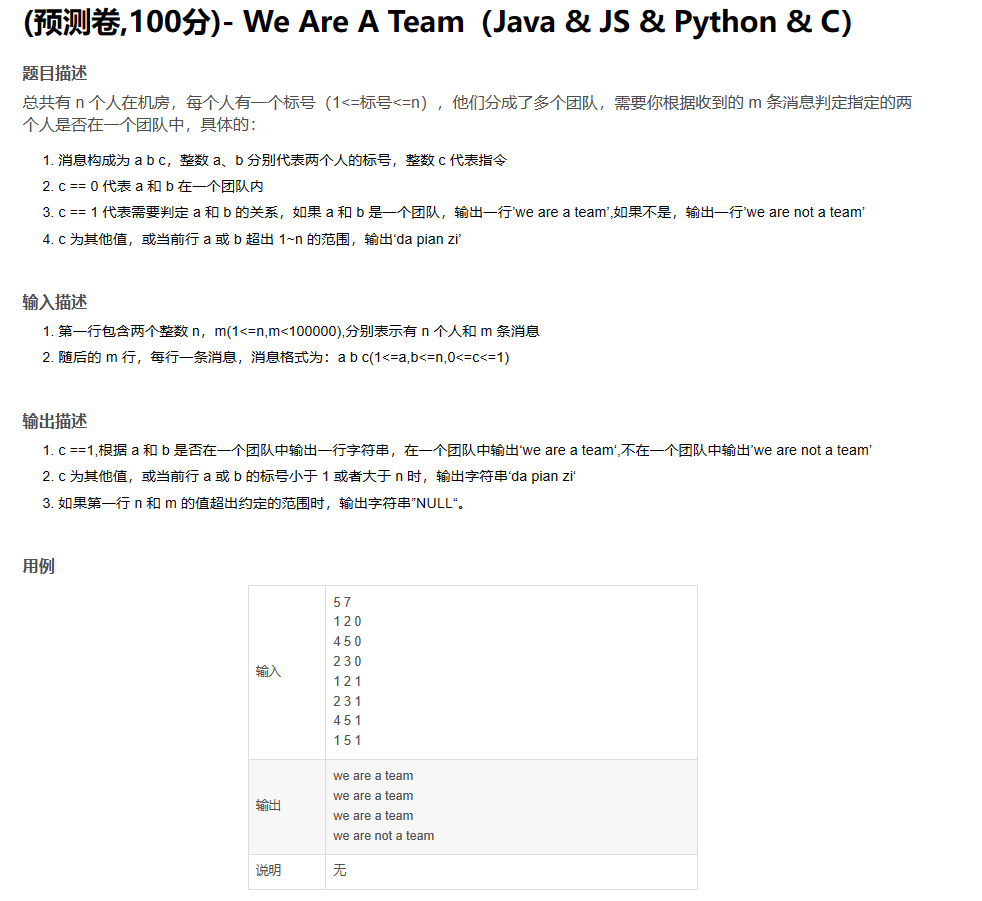 (预测卷,100分)- We Are A Team（Java & JS & Python & C）
题目描述
总共有 n 个人在机房，每个人有一个标号（1<=标号<=n），他们分成了多个团队，需要你根据收到的 m 条消息判定指定的两
个人是否在一个团队中，具体的：
1. 消息构成为 a b c，整数 a、b 分别代表两个人的标号，整数 c 代表指令
2. c == 0 代表 a 和 b 在一个团队内
3. c == 1 代表需要判定 a 和 b 的关系，如果 a 和 b 是一个团队，输出一行’we are a team’,如果不是，输出一行’we are not a team’
4. c 为其他值，或当前行 a 或 b 超出 1~n 的范围，输出‘da pian zi’
输入描述
1. 第一行包含两个整数 n，m(1<=n,m<100000),分别表示有 n 个人和 m 条消息
2. 随后的 m 行，每行一条消息，消息格式为：a b c(1<=a,b<=n,0<=c<=1)
输出描述
1. c ==1,根据 a 和 b 是否在一个团队中输出一行字符串，在一个团队中输出‘we are a team‘,不在一个团队中输出’we are not a team’
2. c 为其他值，或当前行 a 或 b 的标号小于 1 或者大于 n 时，输出字符串‘da pian zi‘
3. 如果第一行 n 和 m 的值超出约定的范围时，输出字符串”NULL“。
用例
输入
5 7
1 2 0
4 5 0
2 3 0
1 2 1
2 3 1
4 5 1
1 5 1
输出
we are a team
we are a team
we are a team
we are not a team
说明
无